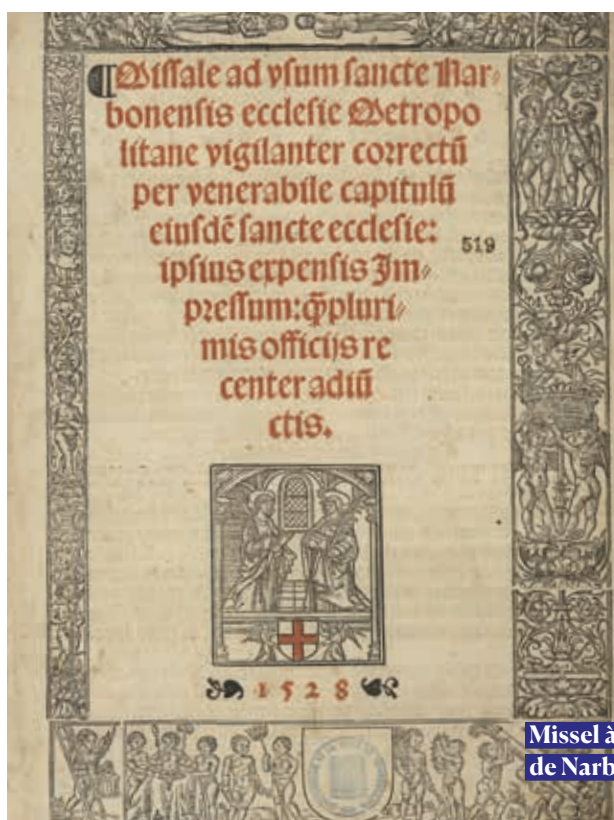 ¶Missale ad vsum sancte Nar⸗
bonensis ecclesie Metropo
litane vigilanter correctū
per venerabile capitulū
eiusdē sancte ecclesie:
ipsius expensis Im⸗
pressum: q̄pluri⸗
mis officijs re
center adiū
ctis.
519
1528
Missel à
de Narb